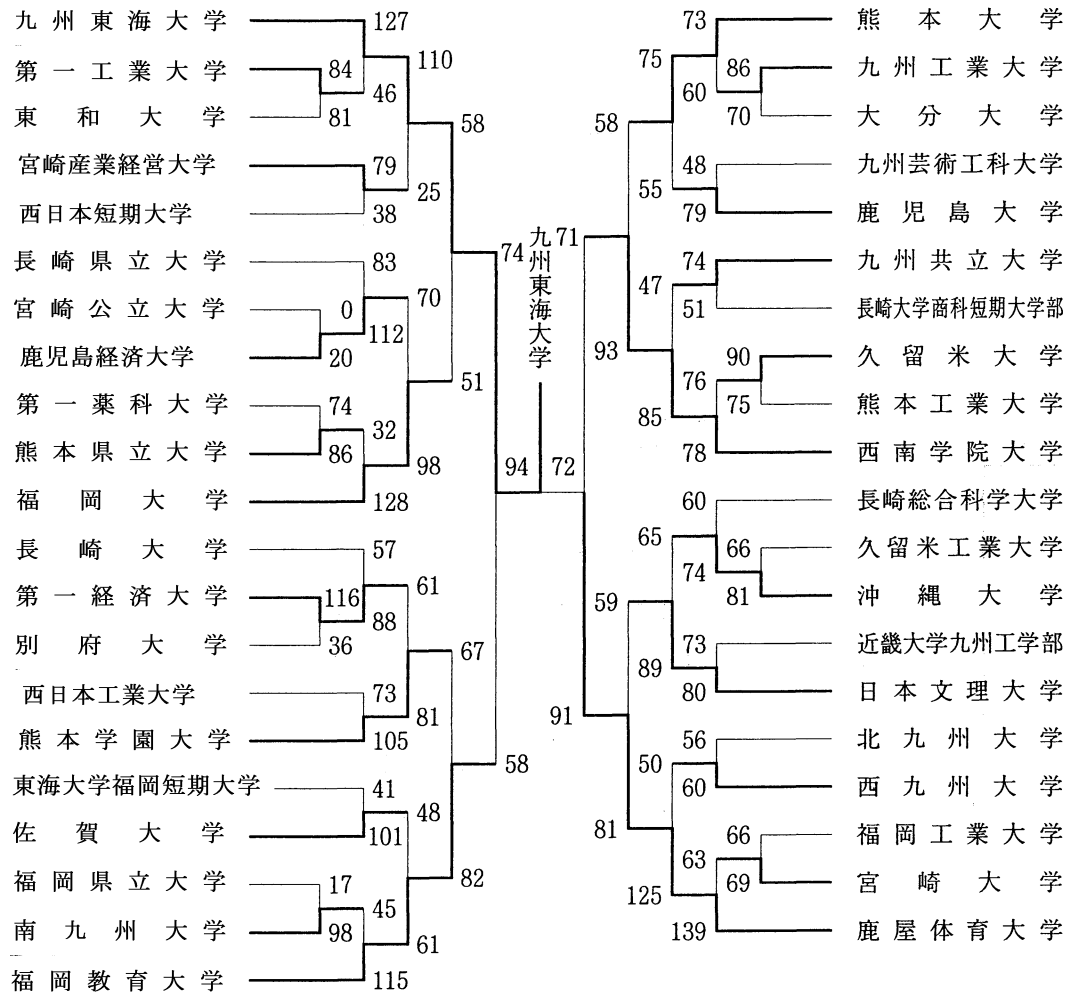 九州東海大学 127
第一工業大学 84
東和大学 81
46
110
宮崎産業経営大学 79
西日本短期大学 38
25
58
長崎県立大学 83
宮崎公立大学 0
鹿児島経済大学 20
112
70
第一薬科大学 74
熊本県立大学 86
32
福岡大学 128
98
51
74
長崎大学 57
第一経済大学 116
別府大学 36
88
61
西日本工業大学 73
熊本学園大学 105
81
67
東海大学福岡短期大学 41
佐賀大学 101
48
福岡県立大学 17
南九州大学 98
45
福岡教育大学 115
61
82
58
94
九州東海大学
72
73 熊本大学
86 九州工業大学
70 大分大学
60
75
48 九州芸術工科大学
79 鹿児島大学
55
58
74 九州共立大学
51 長崎大学商科短期大学部
47
90 久留米大学
75 熊本工業大学
76
78 西南学院大学
85
93
71
60 長崎総合科学大学
66 久留米工業大学
81 沖縄大学
74
65
73 近畿大学九州工学部
80 日本文理大学
89
59
56 北九州大学
60 西九州大学
50
66 福岡工業大学
69 宮崎大学
63
139 鹿屋体育大学
125
81
91